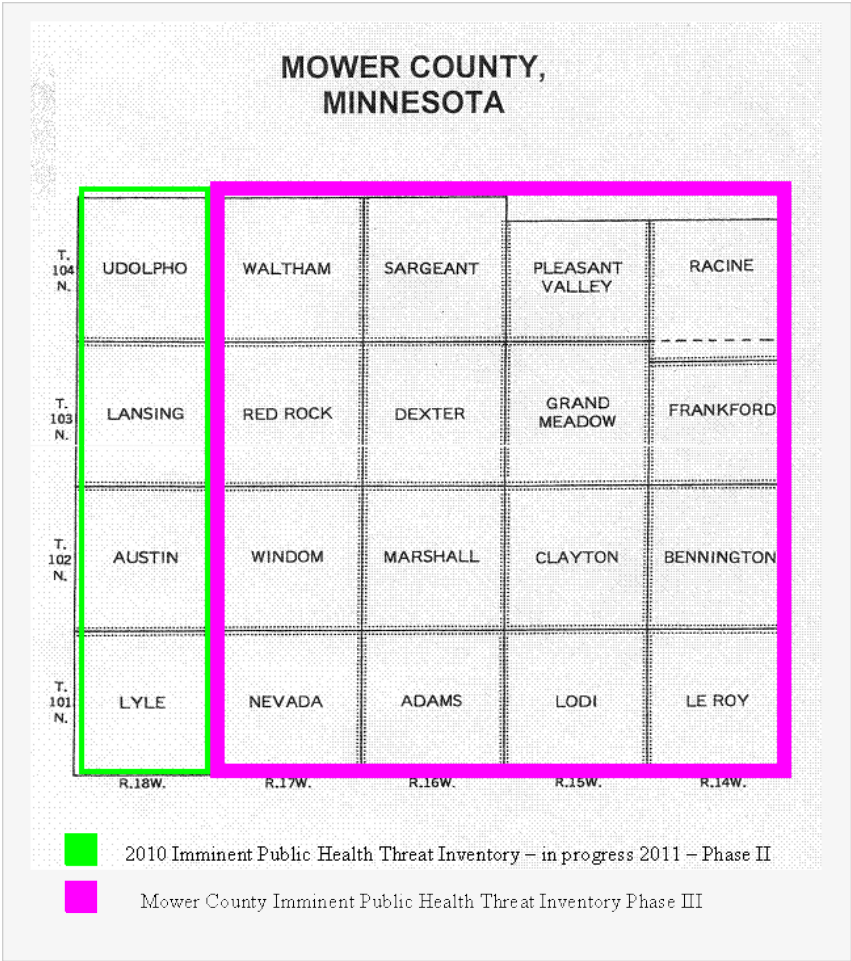 MOWER COUNTY,
MINNESOTA
T.
104
N.
UDOLPHO
WALTHAM
SARGEANT
PLEASANT
VALLEY
RACINE
T.
103
N.
LANSING
RED ROCK
DEXTER
GRAND
MEADOW
FRANKFORD
T.
102
N.
AUSTIN
WINDOM
MARSHALL
CLAYTON
BENNINGTON
T.
101
N.
LYLE
NEVADA
ADAMS
LODI
LE ROY
R.18W.
R.17W.
R.16W.
R.15W.
R.14W.
2010 Imminent Public Health Threat Inventory – in progress 2011 – Phase II
Mower County Imminent Public Health Threat Inventory Phase III